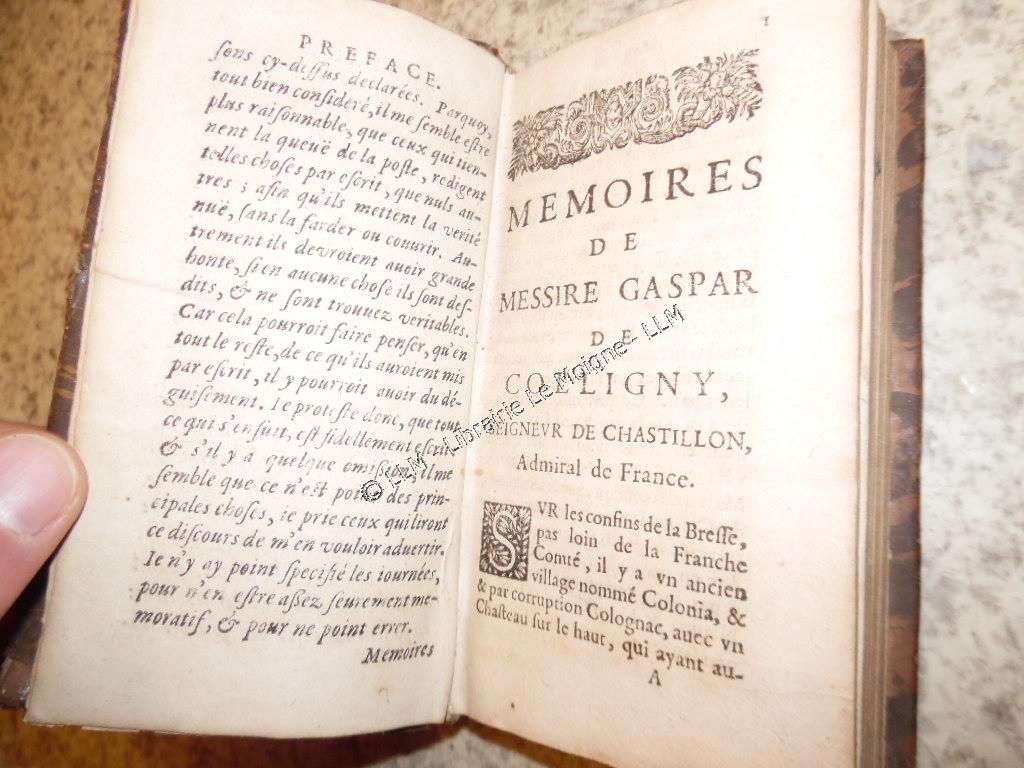 PREFACE.
sons cy-dessus declarées. Parquoy,
tout bien consideré, il me semble estre
plus raisonnable, que ceux qui tien-
nent la queuë de la poste, redigent
telles choses par escrit, que nuls au-
tres ; afin qu'ils mettent la verité
nuë, sans la farder ou couurir. Au-
trement ils devroient auoir grande
honte, si en aucune chose ils sont des-
dits, & ne sont trouuez veritables.
Car cela pourroit faire penser, qu'en
tout le reste, de ce qu'ils auroient mis
par escrit, il y pourroit auoir du dé-
guisement. Ie proteste donc, que tout
ce qui s'ensuit, est fidellement escrit
& s'il y a quelque omission, il me
semble que ce n'est point des prin-
cipales choses, ie prie ceux qui liront
ce discours de m'en vouloir aduertir.
Ie n'y ay point specifié les iournées,
pour n'en estre assez seurement me-
moratif, & pour ne point errer.
Memoires
1
MEMOIRES
DE
MESSIRE GASPAR
DE
COLLIGNY,
SEIGNEVR DE CHASTILLON,
Admiral de France.
SVR les confins de la Bresse,
pas loin de la Franche
Comté, il y a vn ancien
village nommé Colonia, &
& par corruption Colognac, auec vn
Chasteau sur le haut, qui ayant au-
A
© LLM - Librairie Le Moigne - LLM